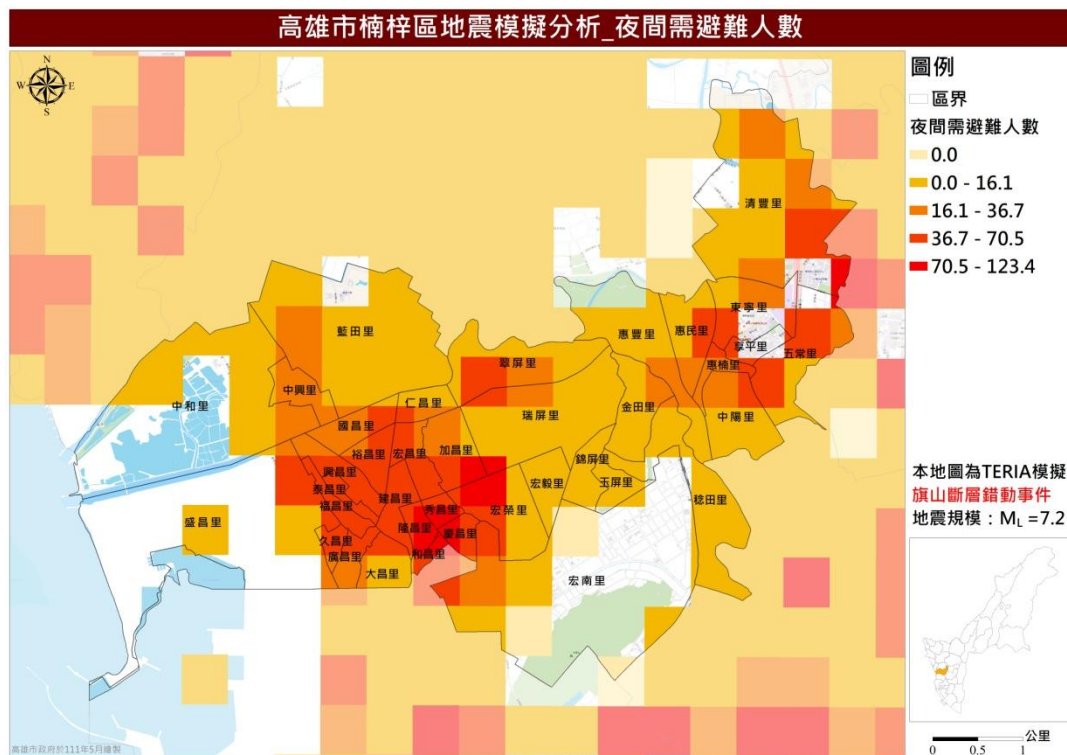 高雄市楠梓區地震模擬分析_夜間需避難人數
N
W E
S
圖例
區界
夜間需避難人數
0.0
0.0 - 16.1
16.1 - 36.7
36.7 - 70.5
70.5 - 123.4
清豐里
東寧里
惠豐里
惠民里
享平里
五常里
藍田里
翠屏里
惠楠里
中興里
中和里
仁昌里
瑞屏里
金田里
中陽里
國昌里
裕昌里
宏昌里
加昌里
興昌里
錦屏里
泰昌里
宏毅里
玉屏里
建昌里
福昌里
秀昌里
宏榮里
稔田里
盛昌里
隆昌里
慶昌里
久昌里
廣昌里
和昌里
大昌里
宏南里
本地圖為TERIA模擬
旗山斷層錯動事件
地震規模：ML =7.2
公里
0 0.5 1
高雄市政府於111年5月繪製